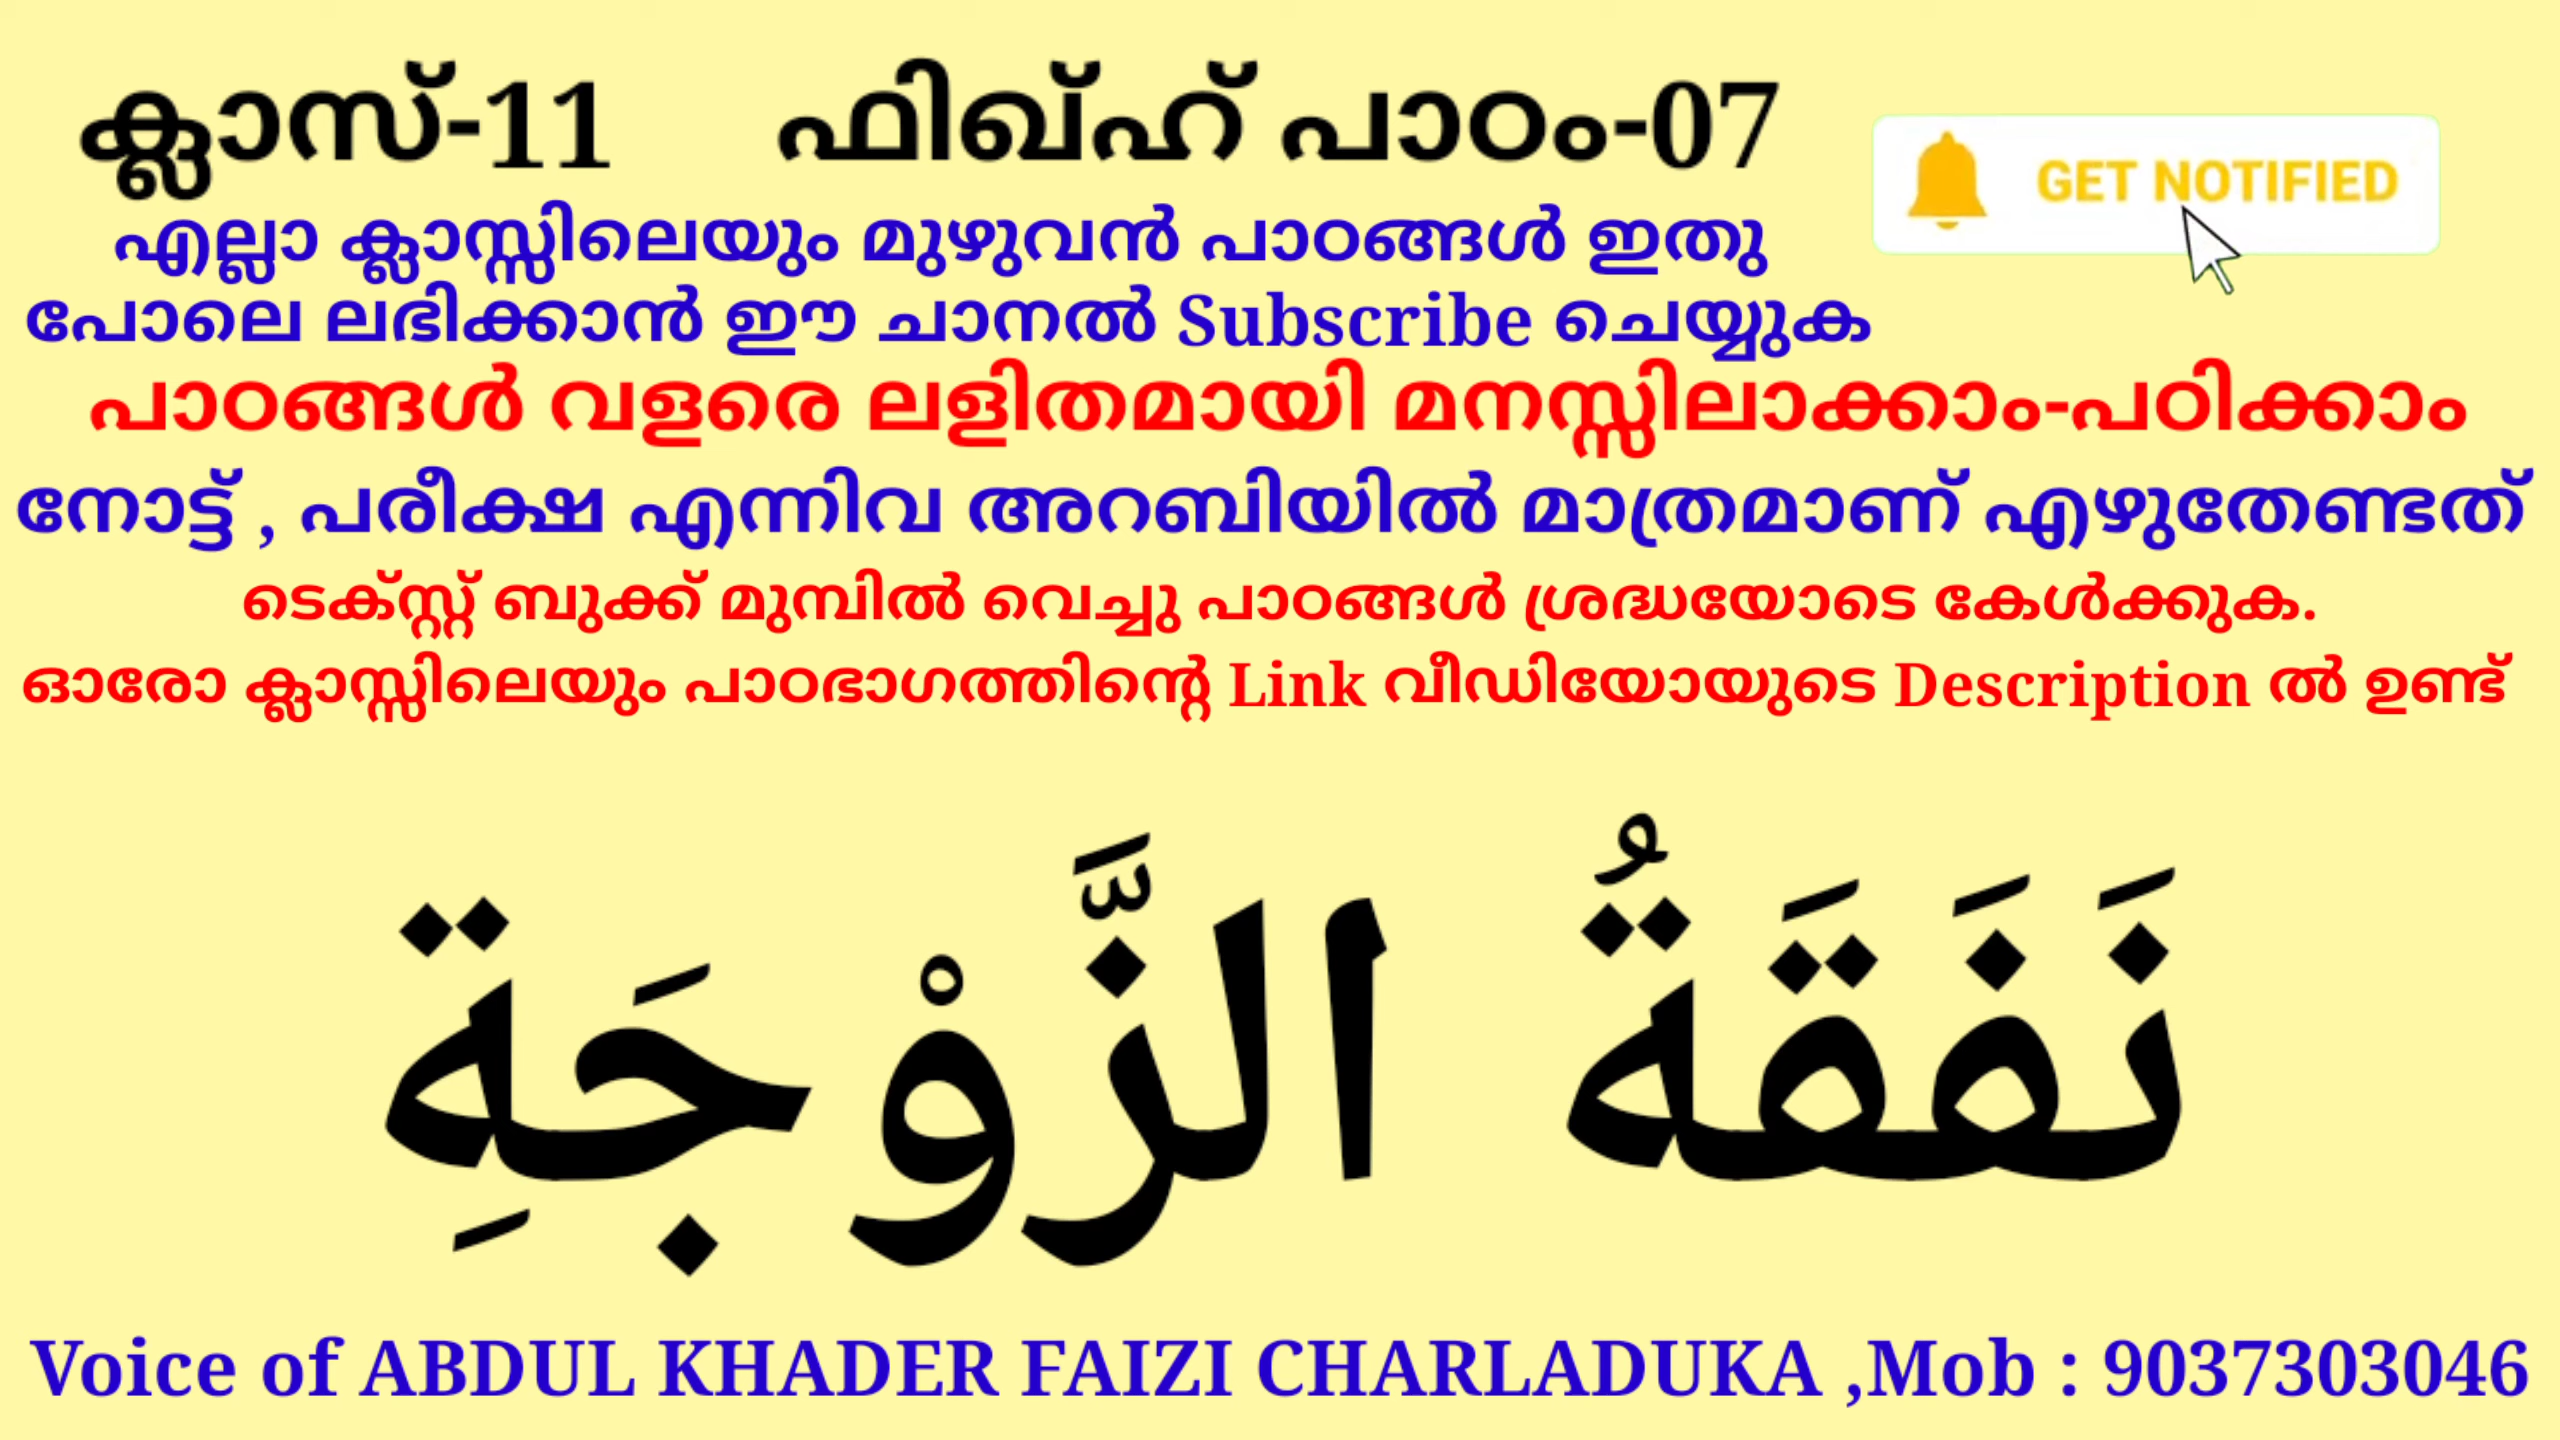 ക്ലാസ്-11 ഫിഖ്ഹ് പാഠം-07
GET NOTIFIED
എല്ലാ ക്ലാസ്സിലെയും മുഴുവൻ പാഠങ്ങൾ ഇതു
പോലെ ലഭിക്കാൻ ഈ ചാനൽ Subscribe ചെയ്യുക
പാഠങ്ങൾ വളരെ ലളിതമായി മനസ്സിലാക്കാം-പഠിക്കാം
നോട്ട് , പരീക്ഷ എന്നിവ അറബിയിൽ മാത്രമാണ് എഴുതേണ്ടത്
ടെക്സ്റ്റ് ബുക്ക് മുമ്പിൽ വെച്ചു പാഠങ്ങൾ ശ്രദ്ധയോടെ കേൾക്കുക.
ഓരോ ക്ലാസ്സിലെയും പാഠഭാഗത്തിന്റെ Link വീഡിയോയുടെ Description ൽ ഉണ്ട്
نَفَقَةُ الزَّوْجَةِ
Voice of ABDUL KHADER FAIZI CHARLADUKA ,Mob : 9037303046